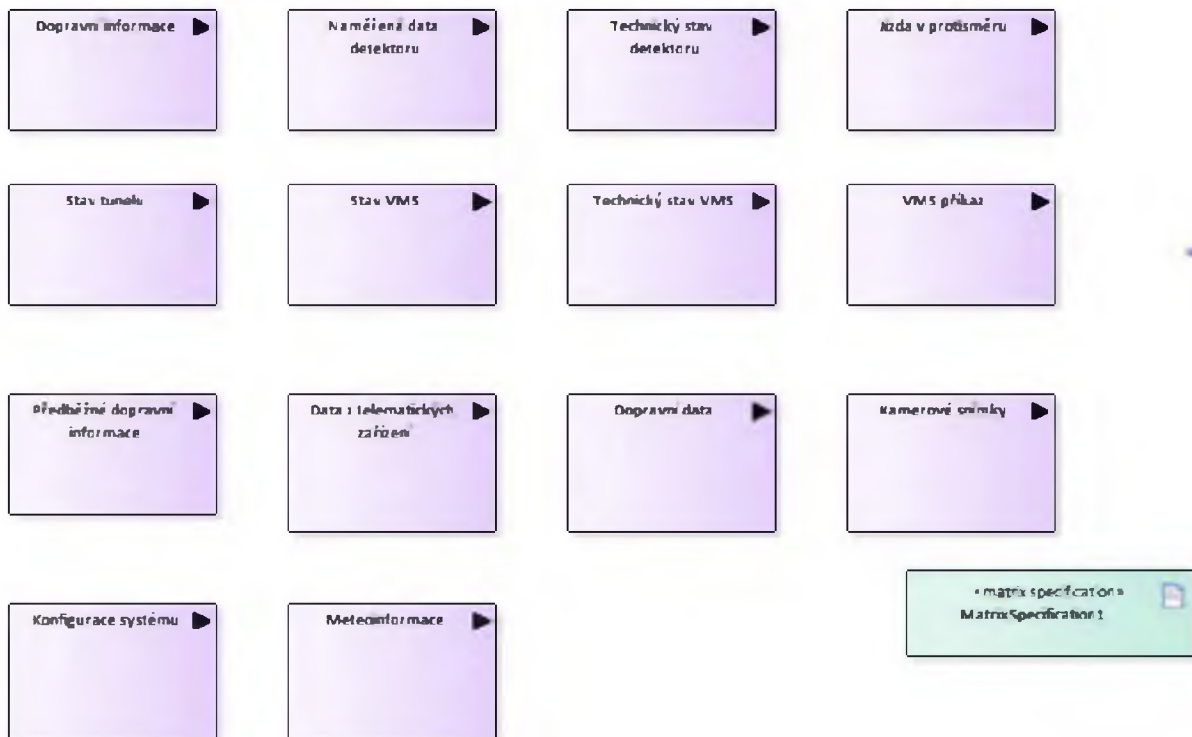 Dopravní informace
Naměřená data
detektoru
Technický stav
detektoru
Jízda v protisměru
Stav tunelu
Stav VMS
Technický stav VMS
VMS příkaz
Předběžné dopravní
informace
Data z telematických
zařízení
Dopravní data
Kamerové snímky
Konfigurace systému
Meteoinformace
«matrix specification»
MatrixSpecification1